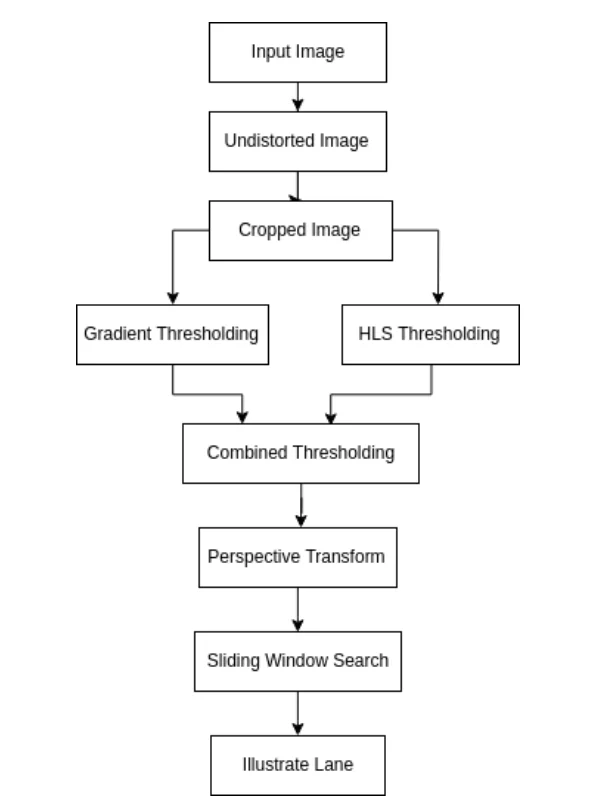 Input Image
Undistorted Image
Cropped Image
Gradient Thresholding
HLS Thresholding
Combined Thresholding
Perspective Transform
Sliding Window Search
Illustrate Lane